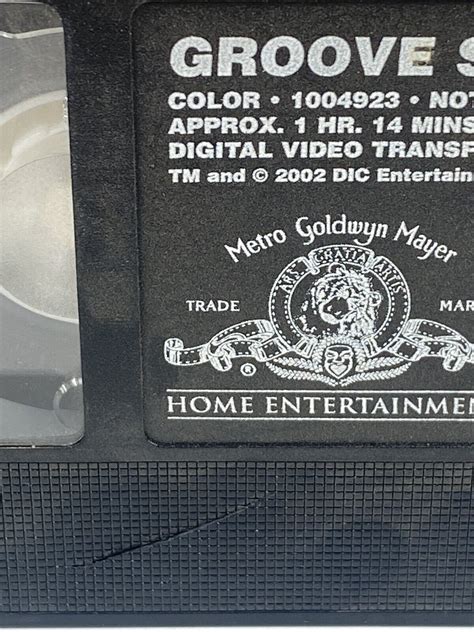 GROOVE S
COLOR • 1004923 • NOT
APPROX. 1 HR. 14 MINS
DIGITAL VIDEO TRANSF
TM and © 2002 DIC Entertain
Metro Goldwyn Mayer
ARS GRATIA ARTIS
TRADE MAR
®
HOME ENTERTAINMEN